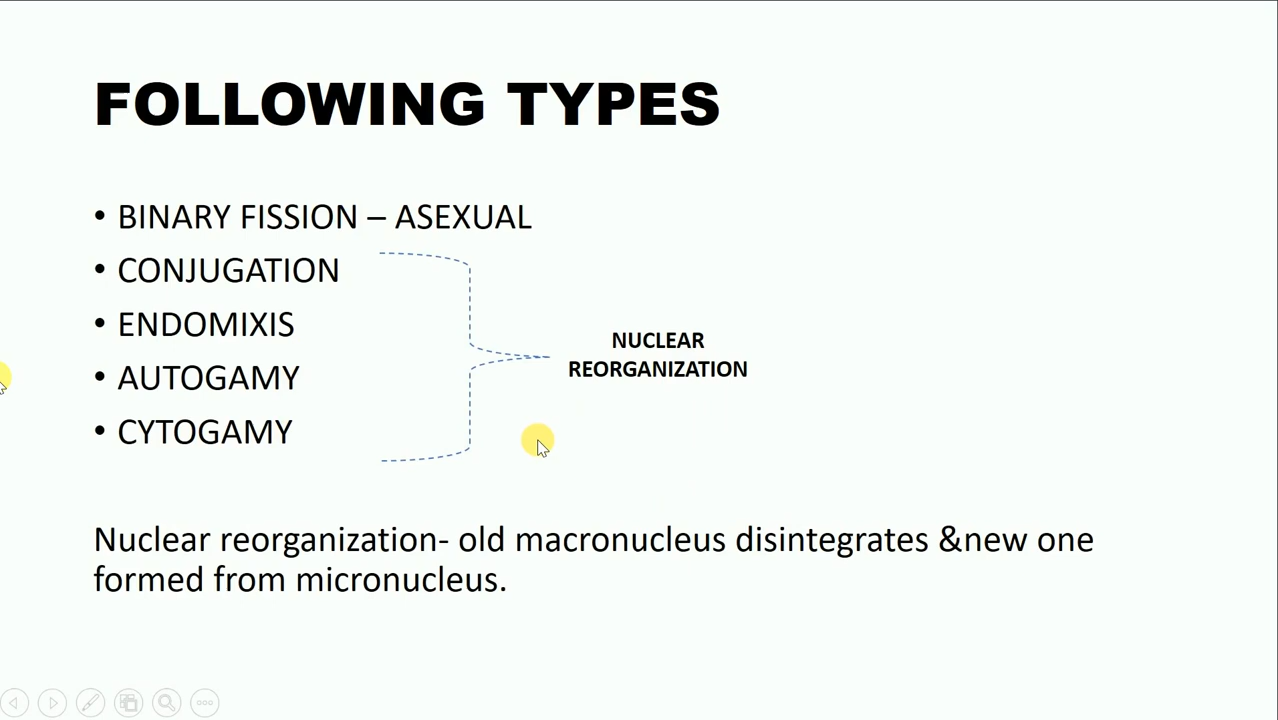 FOLLOWING TYPES
• BINARY FISSION – ASEXUAL
• CONJUGATION
• ENDOMIXIS
• AUTOGAMY
• CYTOGAMY
NUCLEAR
REORGANIZATION
Nuclear reorganization- old macronucleus disintegrates &new one
formed from micronucleus.